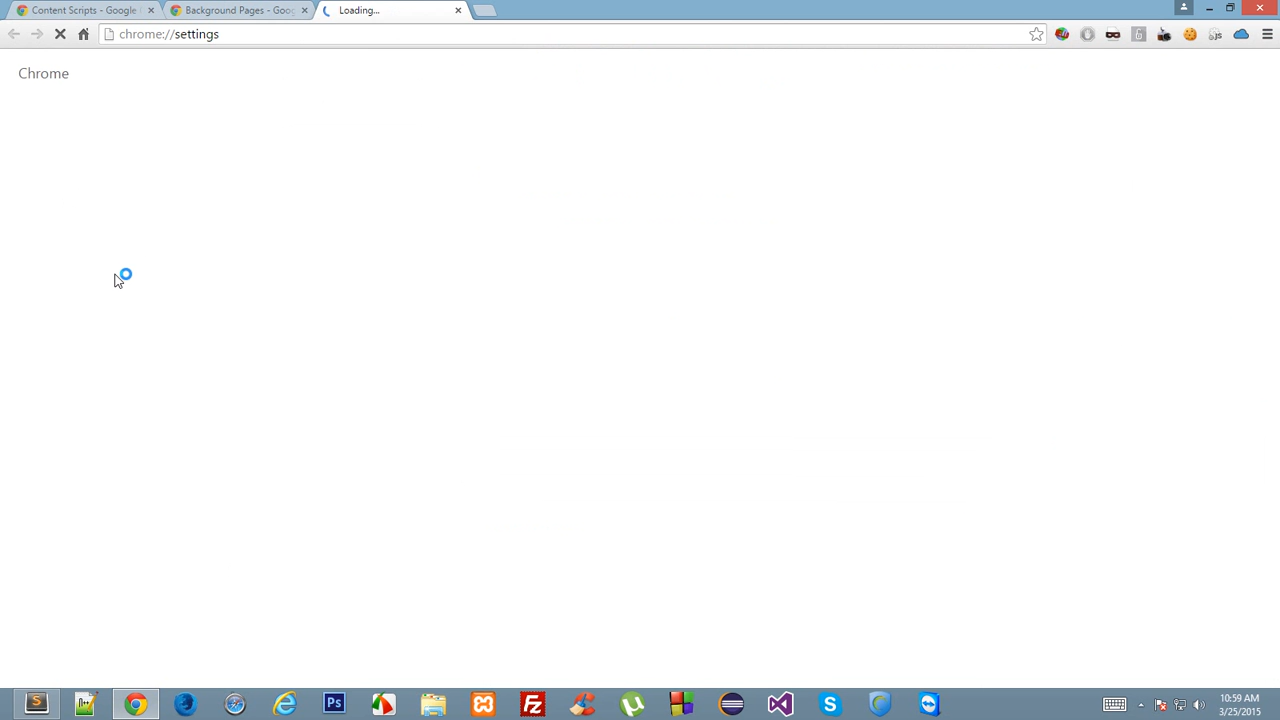 Content Scripts - Google
Background Pages - Goog
Loading...
chrome://settings
Chrome
10:59 AM
3/25/2015